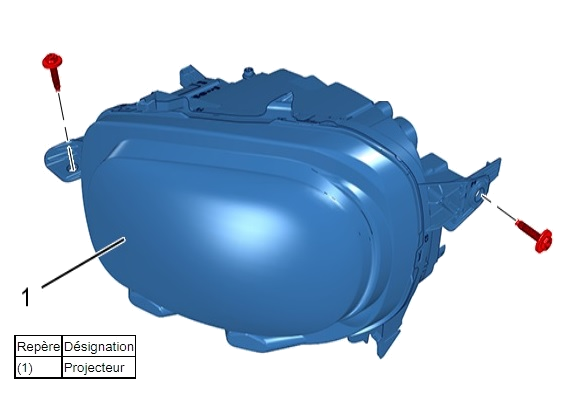 1
Repère Désignation
(1) Projecteur